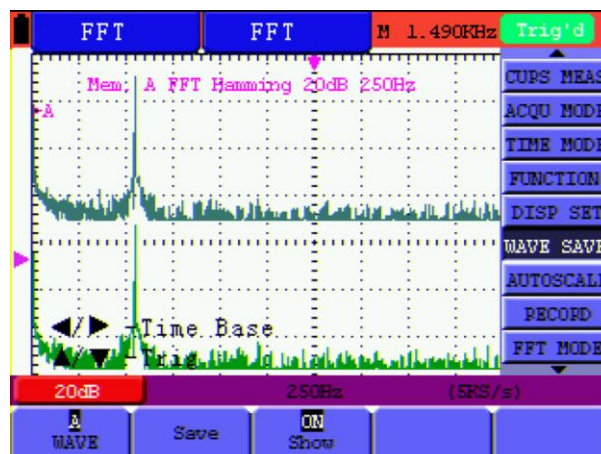 FFT
FFT
M 1.490KHz
Trig'd
Mem: A FFT Hamming 20dB 250Hz
A
CUPS MEAS
ACQU MODE
TIME MODE
FUNCTION
DISP SET
WAVE SAVE
AUTOSCALE
RECORD
FFT MODE
◀/▶ -Time Base
▲/▼ -Trig
20dB
250Hz
(5KS/s)
A
WAVE
Save
ON
Show